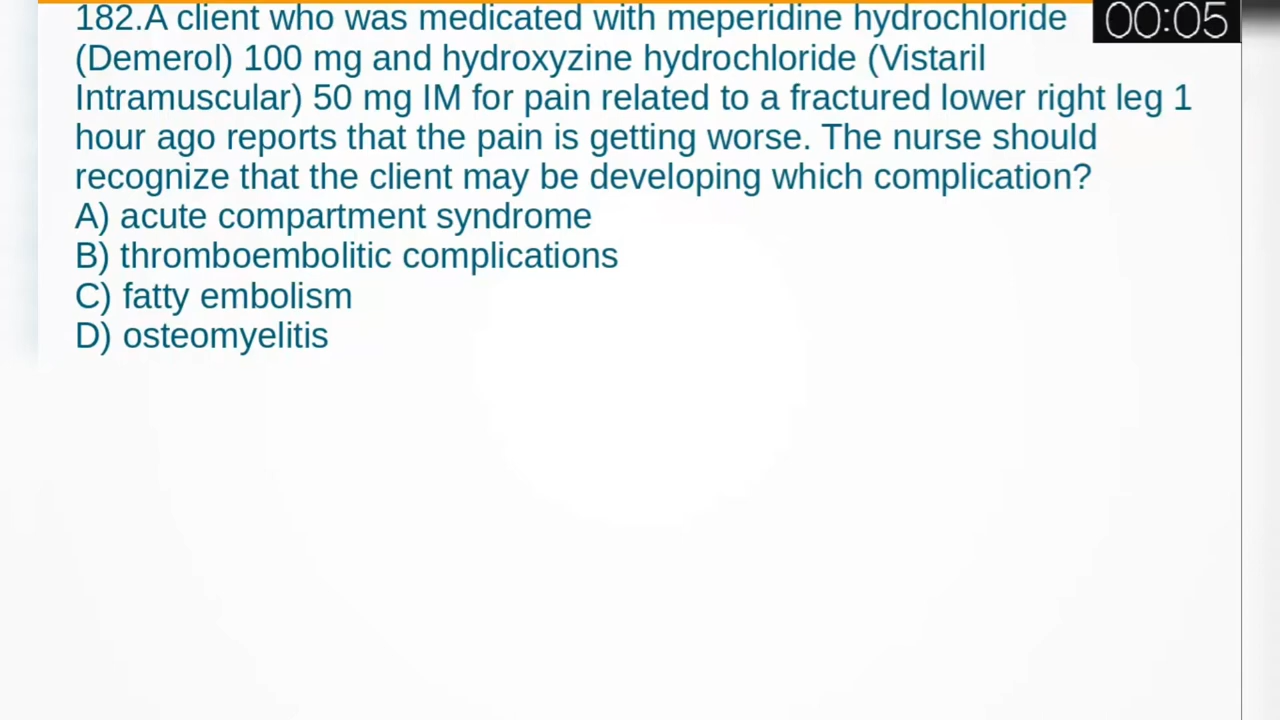 182.A client who was medicated with meperidine hydrochloride
00:05
(Demerol) 100 mg and hydroxyzine hydrochloride (Vistaril
Intramuscular) 50 mg IM for pain related to a fractured lower right leg 1
hour ago reports that the pain is getting worse. The nurse should
recognize that the client may be developing which complication?
A) acute compartment syndrome
B) thromboembolitic complications
C) fatty embolism
D) osteomyelitis